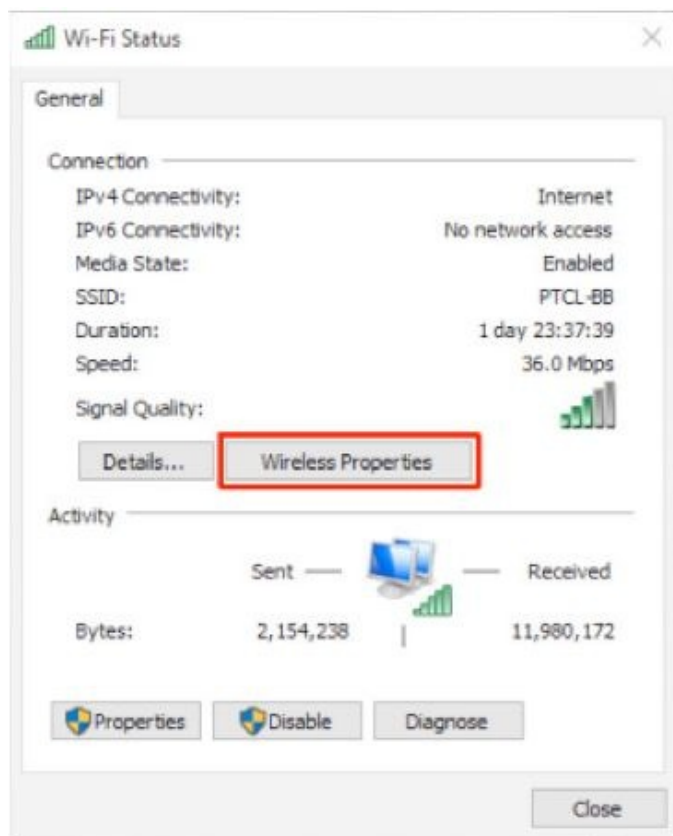 Wi-Fi Status
General
Connection
IPv4 Connectivity: Internet
IPv6 Connectivity: No network access
Media State: Enabled
SSID: PTCL-BB
Duration: 1 day 23:37:39
Speed: 36.0 Mbps
Signal Quality:
Details... Wireless Properties
Activity
Sent Received
Bytes: 2,154,238 11,980,172
Properties Disable Diagnose
Close